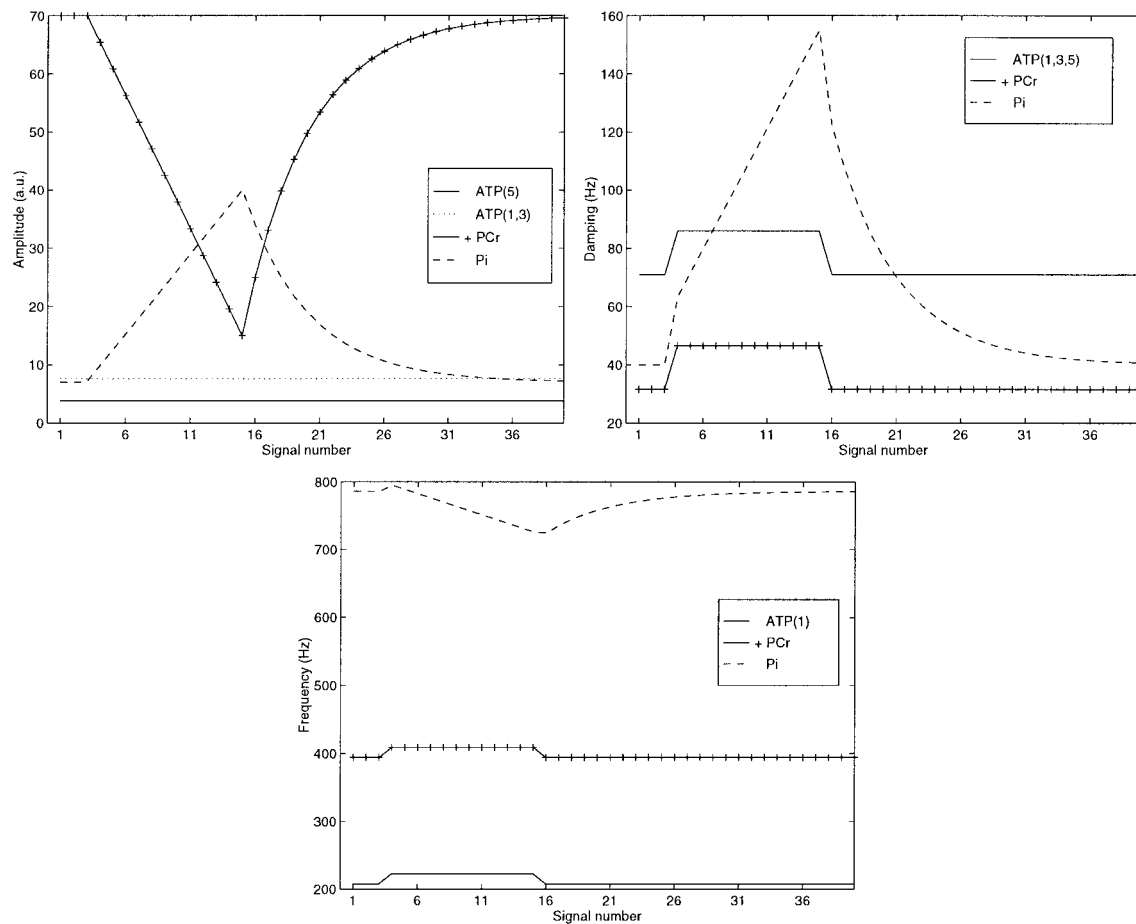 70
60
50
40
30
20
10
0
Amplitude (a.u.)
ATP(5)
ATP(1,3)
+ PCr
Pi
1 6 11 16 21 26 31 36
Signal number
160
140
120
100
80
60
40
20
Damping (Hz)
ATP(1,3,5)
+ PCr
Pi
1 6 11 16 21 26 31 36
Signal number
800
700
600
500
400
300
200
Frequency (Hz)
ATP(1)
+ PCr
Pi
1 6 11 16 21 26 31 36
Signal number